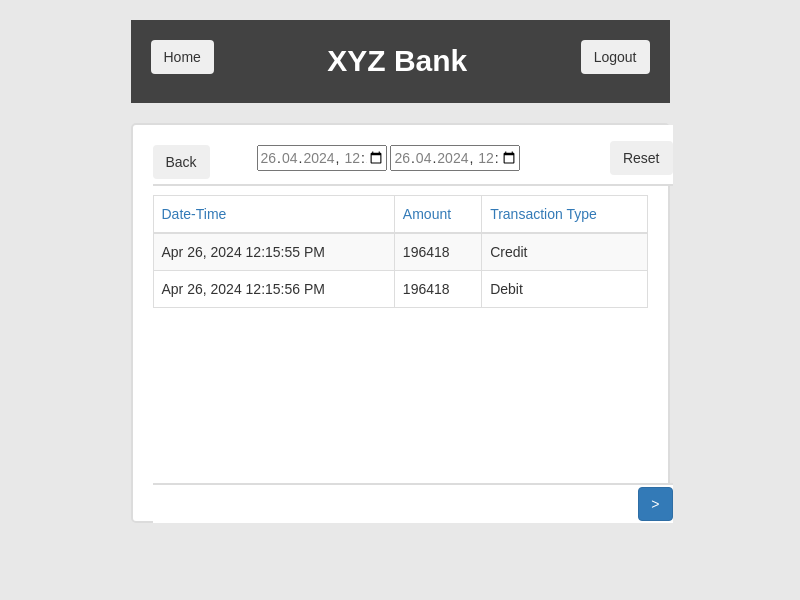 Home XYZ Bank Logout
Back 26.04.2024, 12: 26.04.2024, 12: Reset
Date-Time Amount Transaction Type
Apr 26, 2024 12:15:55 PM 196418 Credit
Apr 26, 2024 12:15:56 PM 196418 Debit
>